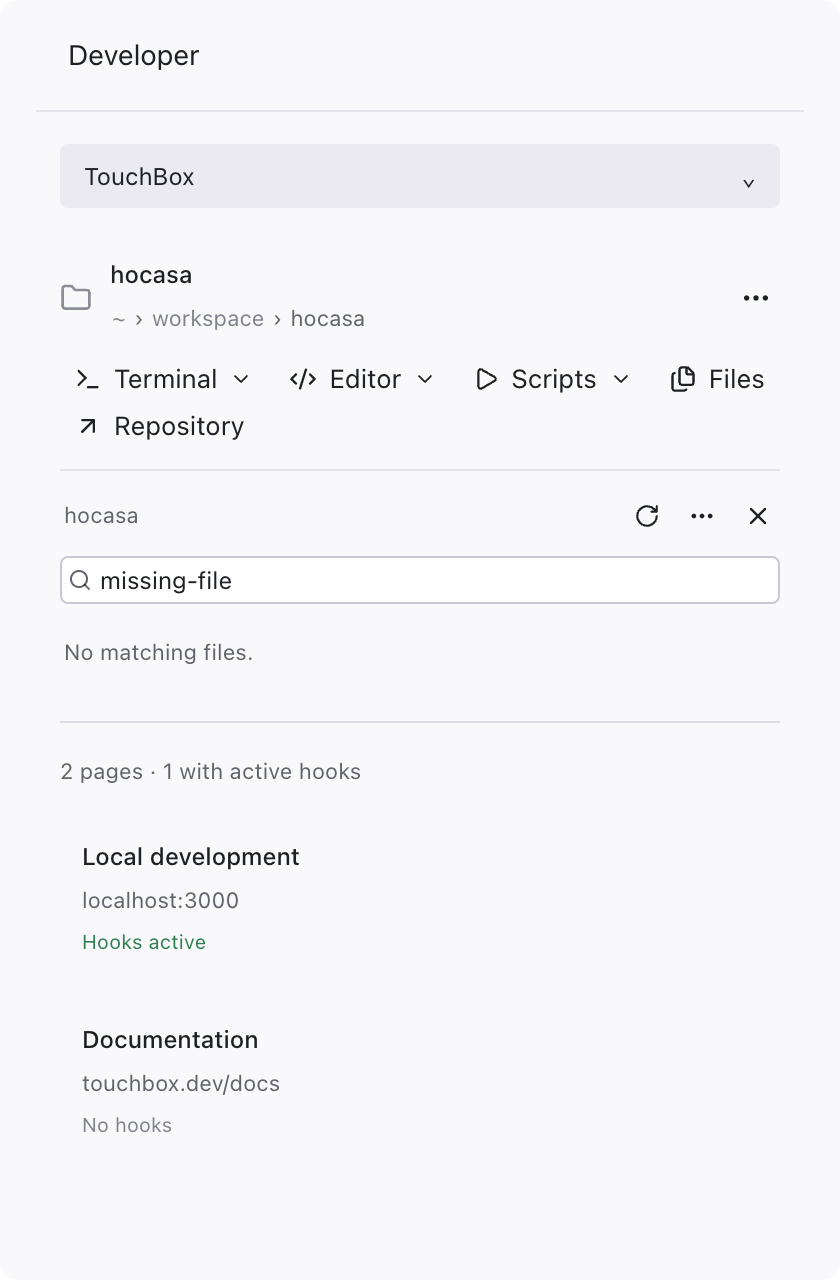 Developer
TouchBox
hocasa
~ › workspace › hocasa
Terminal Editor Scripts Files
Repository
hocasa
missing-file
No matching files.
2 pages · 1 with active hooks
Local development
localhost:3000
Hooks active
Documentation
touchbox.dev/docs
No hooks